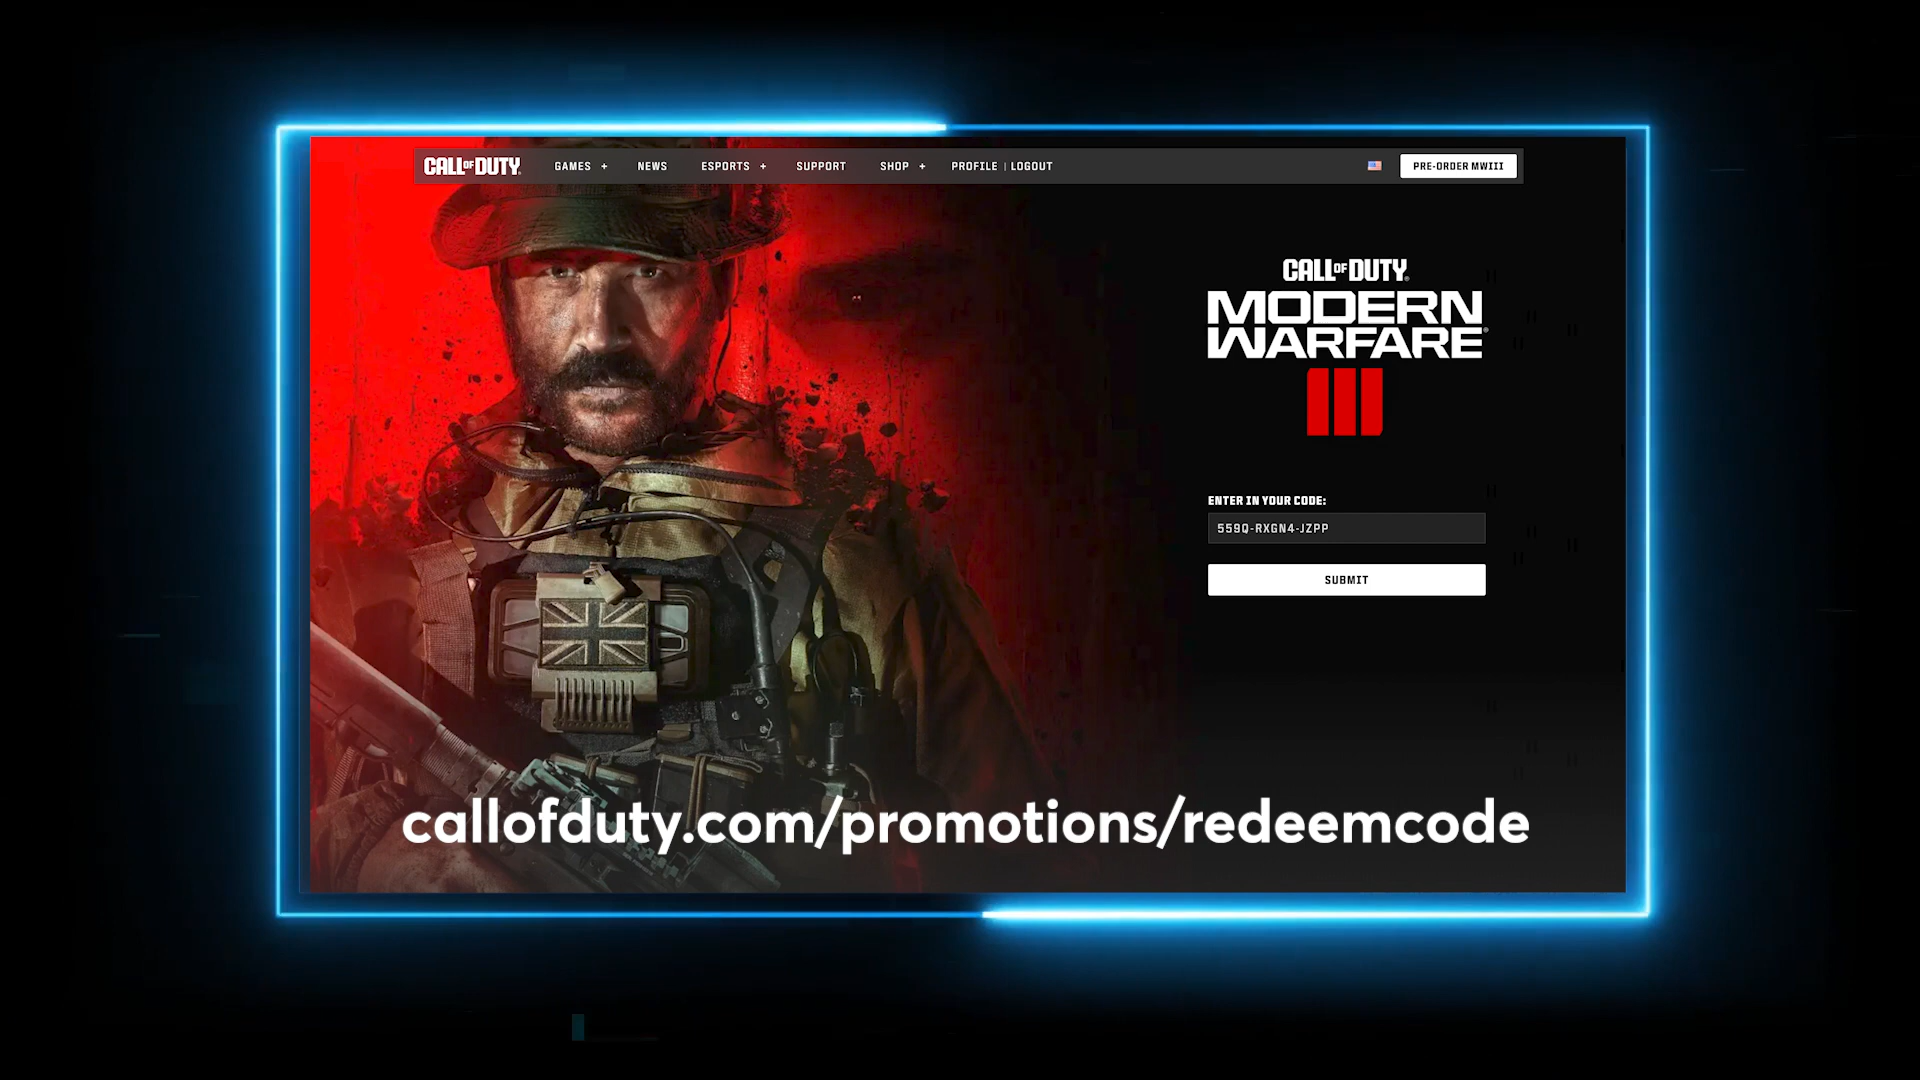 CALL OF DUTY
GAMES +
NEWS
ESPORTS +
SUPPORT
SHOP +
PROFILE | LOGOUT
PRE-ORDER MWIII
CALL OF DUTY
MODERN
WARFARE
III
ENTER IN YOUR CODE:
559Q-RXGN4-JZPP
SUBMIT
callofduty.com/promotions/redeemcode